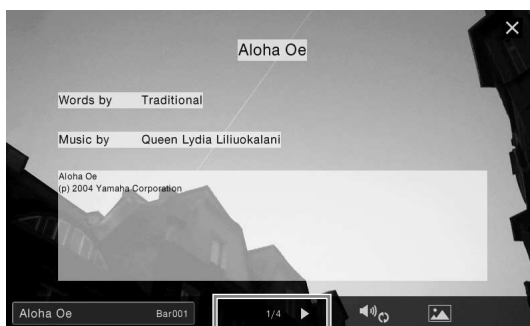 Aloha Oe
Words by Traditional
Music by Queen Lydia Liliuokalani
Aloha Oe
(p) 2004 Yamaha Corporation
Aloha Oe Bar001 1/4